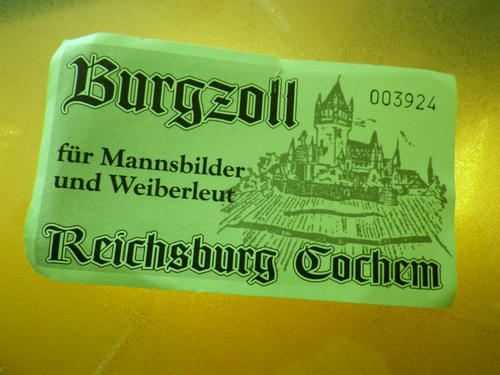 Burgzoll
003924
für Mannsbilder
und Weiberleut
Reichsburg Cochem